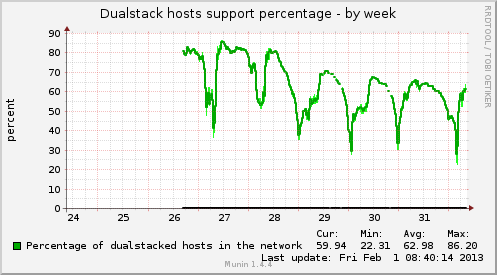 Dualstack hosts support percentage - by week
RRDTOOL / TOBI OETIKER
percent
90
80
70
60
50
40
30
20
10
0
24 25 26 27 28 29 30 31
Cur: Min: Avg: Max:
Percentage of dualstacked hosts in the network 59.94 22.31 62.98 86.20
Last update: Fri Feb 1 08:40:14 2013
Munin 1.4.4